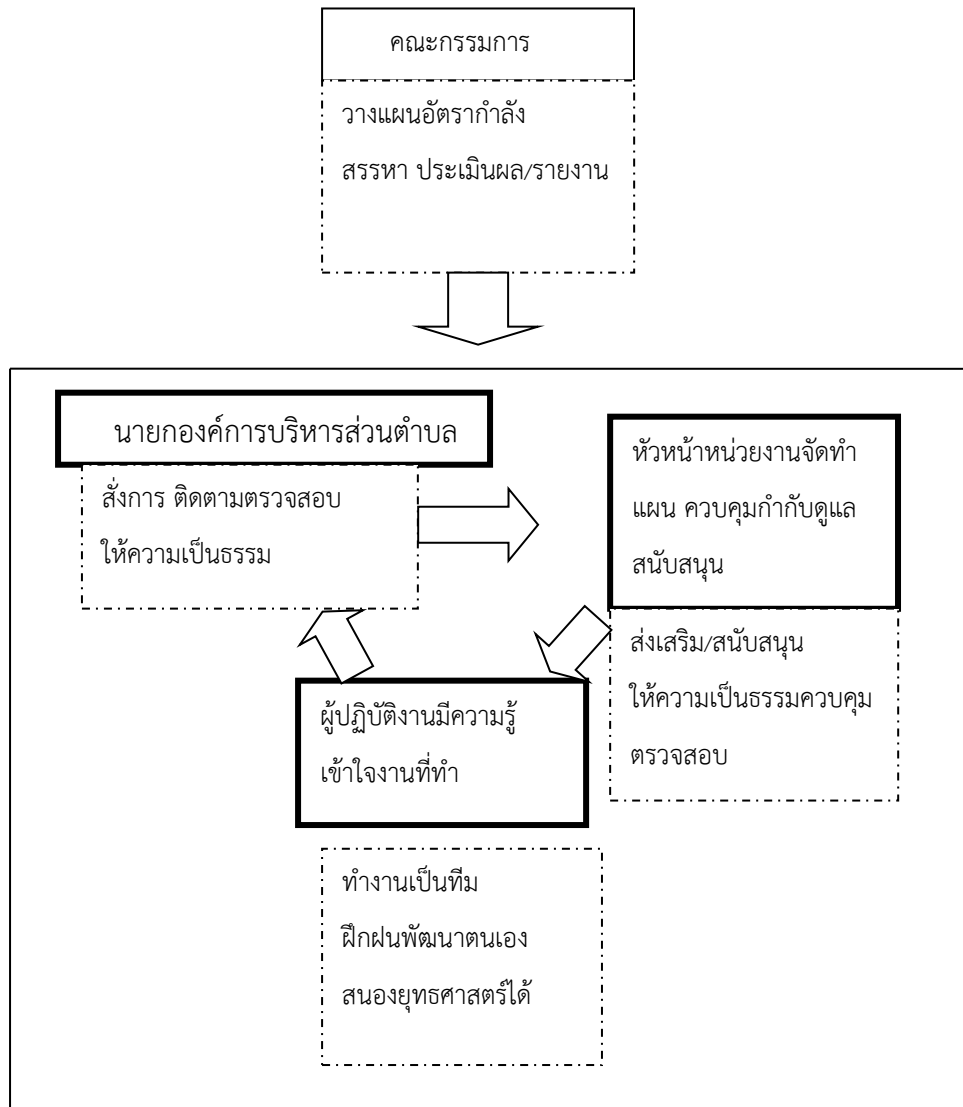 คณะกรรมการ
วางแผนอัตรากำลัง
สรรหา ประเมินผล/รายงาน
นายกองค์การบริหารส่วนตำบล
สั่งการ ติดตามตรวจสอบ
ให้ความเป็นธรรม
หัวหน้าหน่วยงานจัดทำ
แผน ควบคุมกำกับดูแล
สนับสนุน
ส่งเสริม/สนับสนุน
ให้ความเป็นธรรมควบคุม
ตรวจสอบ
ผู้ปฏิบัติงานมีความรู้
เข้าใจงานที่ทำ
ทำงานเป็นทีม
ฝึกฝนพัฒนาตนเอง
สนองยุทธศาสตร์ได้